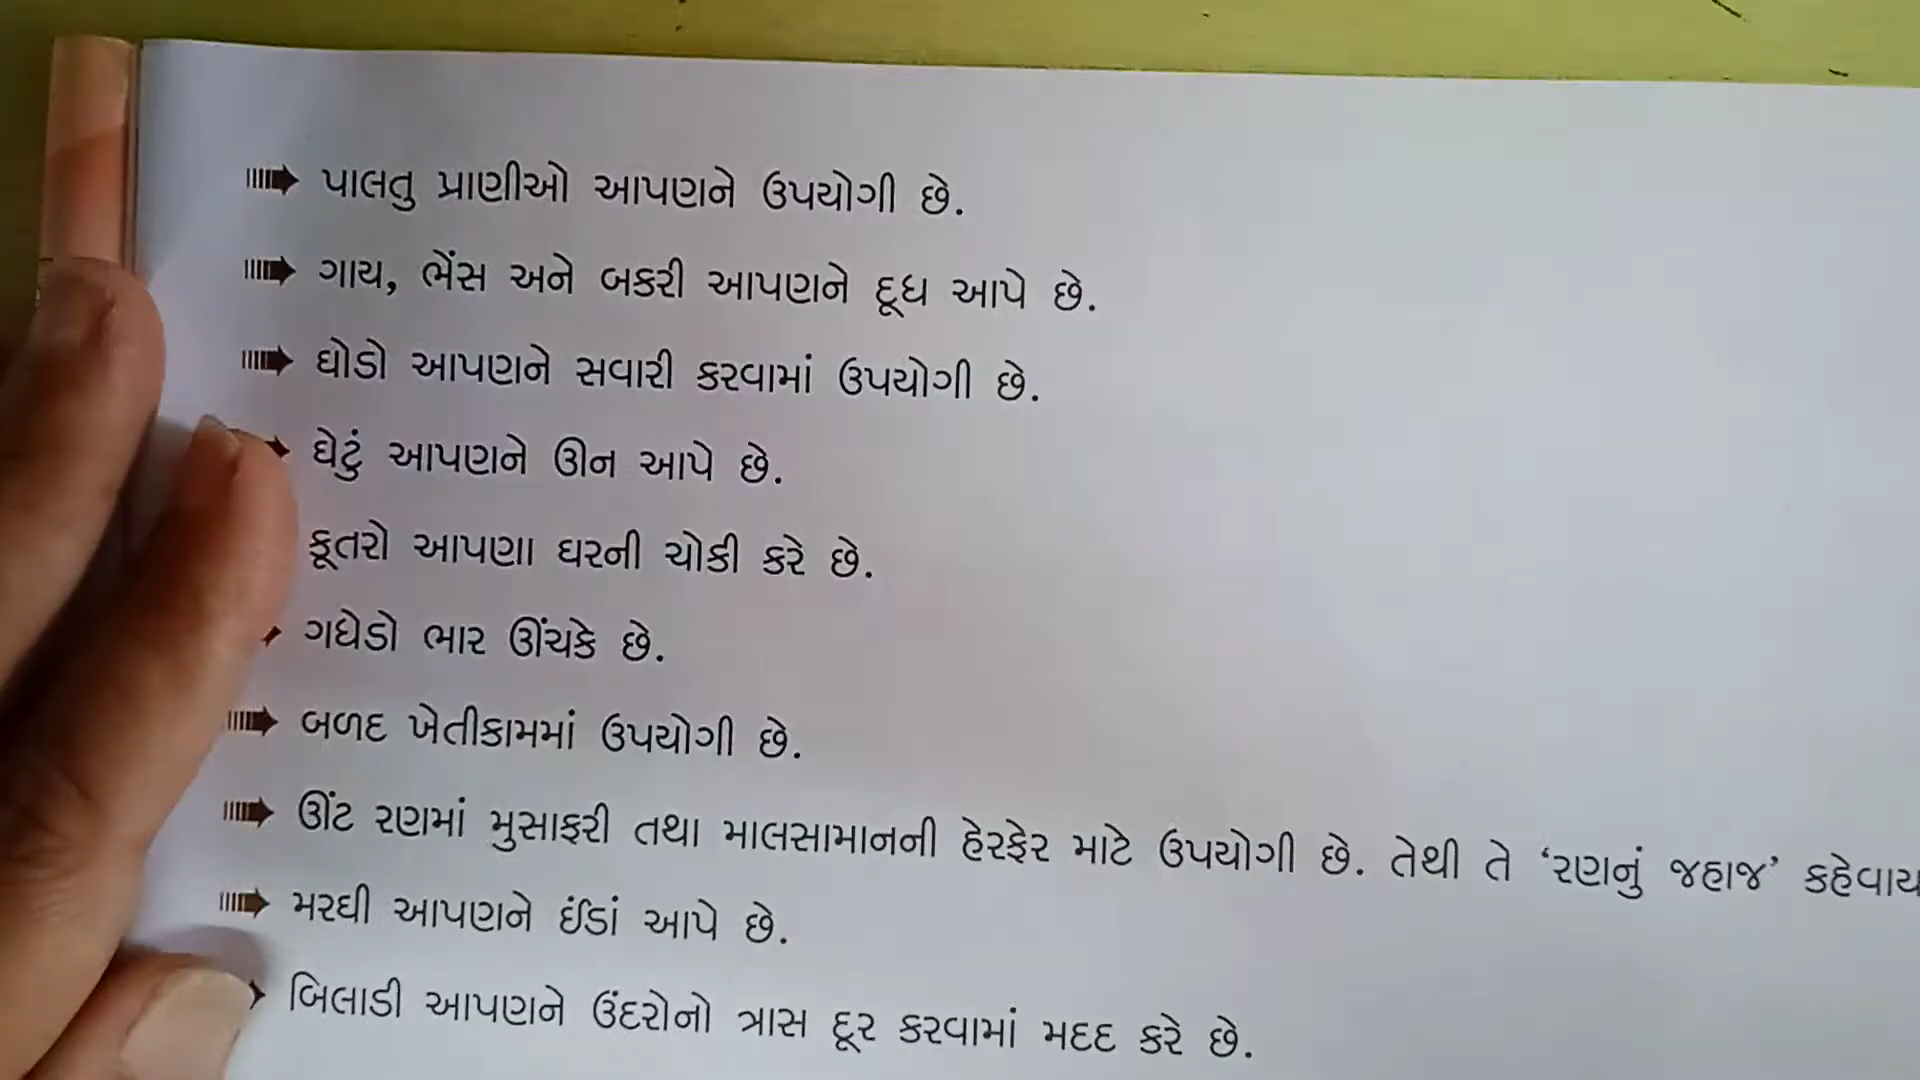 પાલતુ પ્રાણીઓ આપણને ઉપયોગી છે.
ગાય, ભેંસ અને બકરી આપણને દૂધ આપે છે.
ઘોડો આપણને સવારી કરવામાં ઉપયોગી છે.
ઘેટું આપણને ઊન આપે છે.
કૂતરો આપણા ઘરની ચોકી કરે છે.
ગધેડો ભાર ઊંચકે છે.
બળદ ખેતીકામમાં ઉપયોગી છે.
ઊંટ રણમાં મુસાફરી તથા માલસામાનની હેરફેર માટે ઉપયોગી છે. તેથી તે ‘રણનું જહાજ’ કહેવાય
મરઘી આપણને ઈંડાં આપે છે.
બિલાડી આપણને ઉંદરોનો ત્રાસ દૂર કરવામાં મદદ કરે છે.